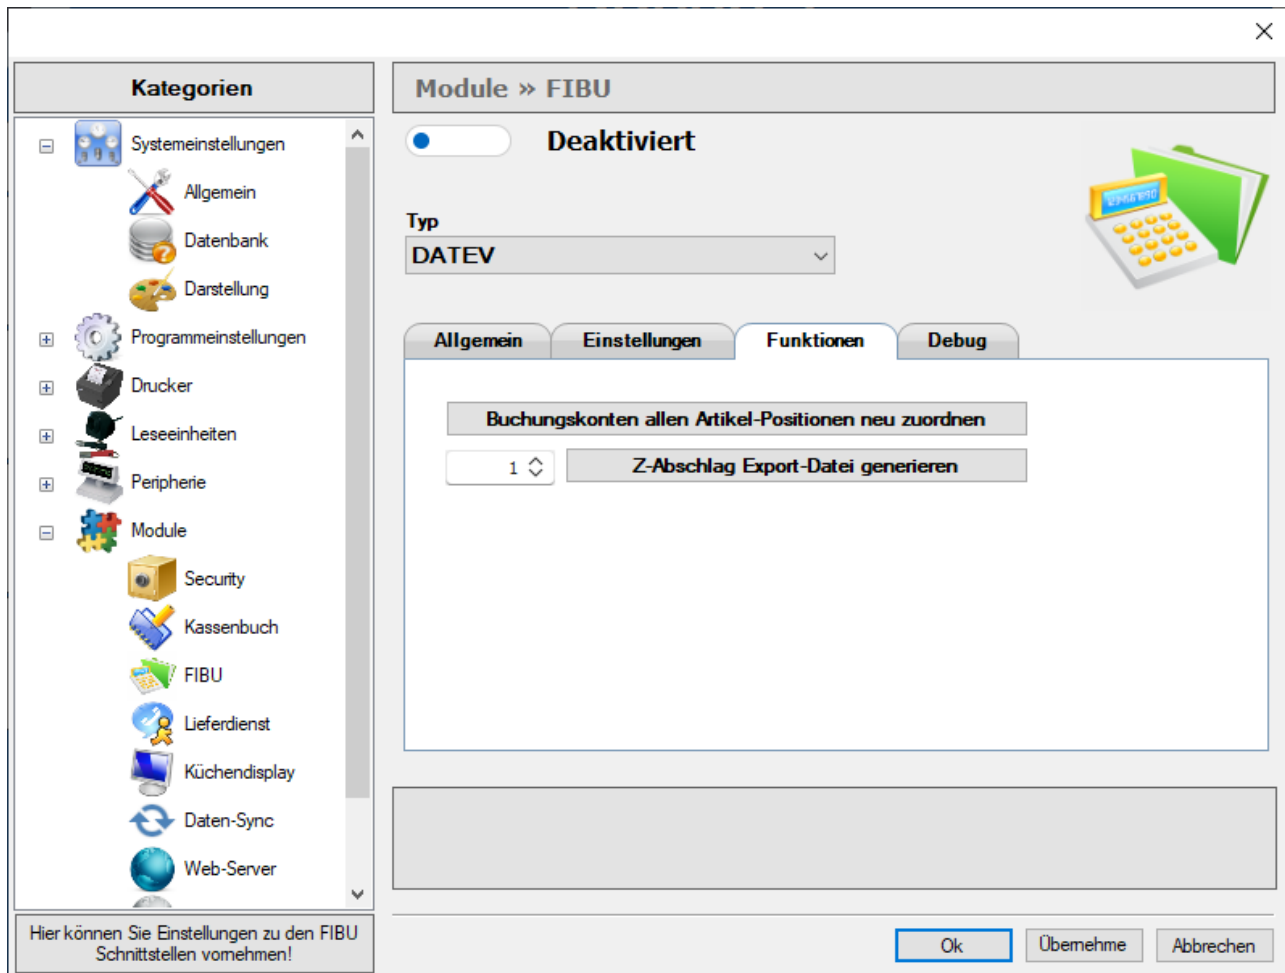 Kategorien
Systemeinstellungen
Allgemein
Datenbank
Darstellung
Programmeinstellungen
Drucker
Leseeinheiten
Peripherie
Module
Security
Kassenbuch
FIBU
Lieferdienst
Küchendisplay
Daten-Sync
Web-Server
Hier können Sie Einstellungen zu den FIBU
Schnittstellen vornehmen!
Module » FIBU
Deaktiviert
Typ
DATEV
Allgemein Einstellungen Funktionen Debug
Buchungskonten allen Artikel-Positionen neu zuordnen
1 Z-Abschlag Export-Datei generieren
Ok Übernehme Abbrechen